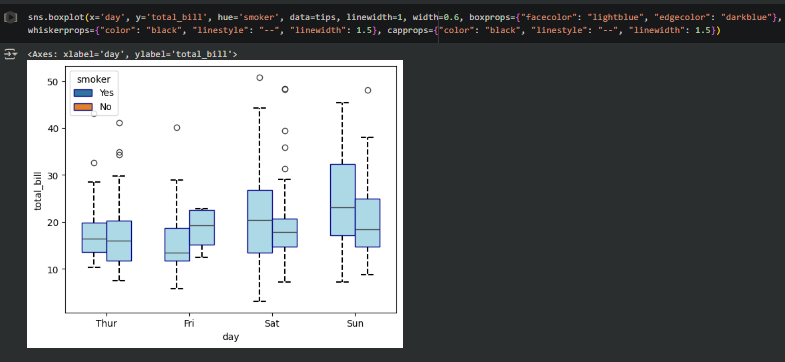 sns.boxplot(x='day', y='total_bill', hue='smoker', data=tips, linewidth=1, width=0.6, boxprops={"facecolor": "lightblue", "edgecolor": "darkblue"},
whiskerprops={"color": "black", "linestyle": "--", "linewidth": 1.5}, capprops={"color": "black", "linestyle": "--", "linewidth": 1.5})
<Axes: xlabel='day', ylabel='total_bill'>
smoker
Yes
No
50
40
30
20
10
total_bill
Thur Fri Sat Sun
day